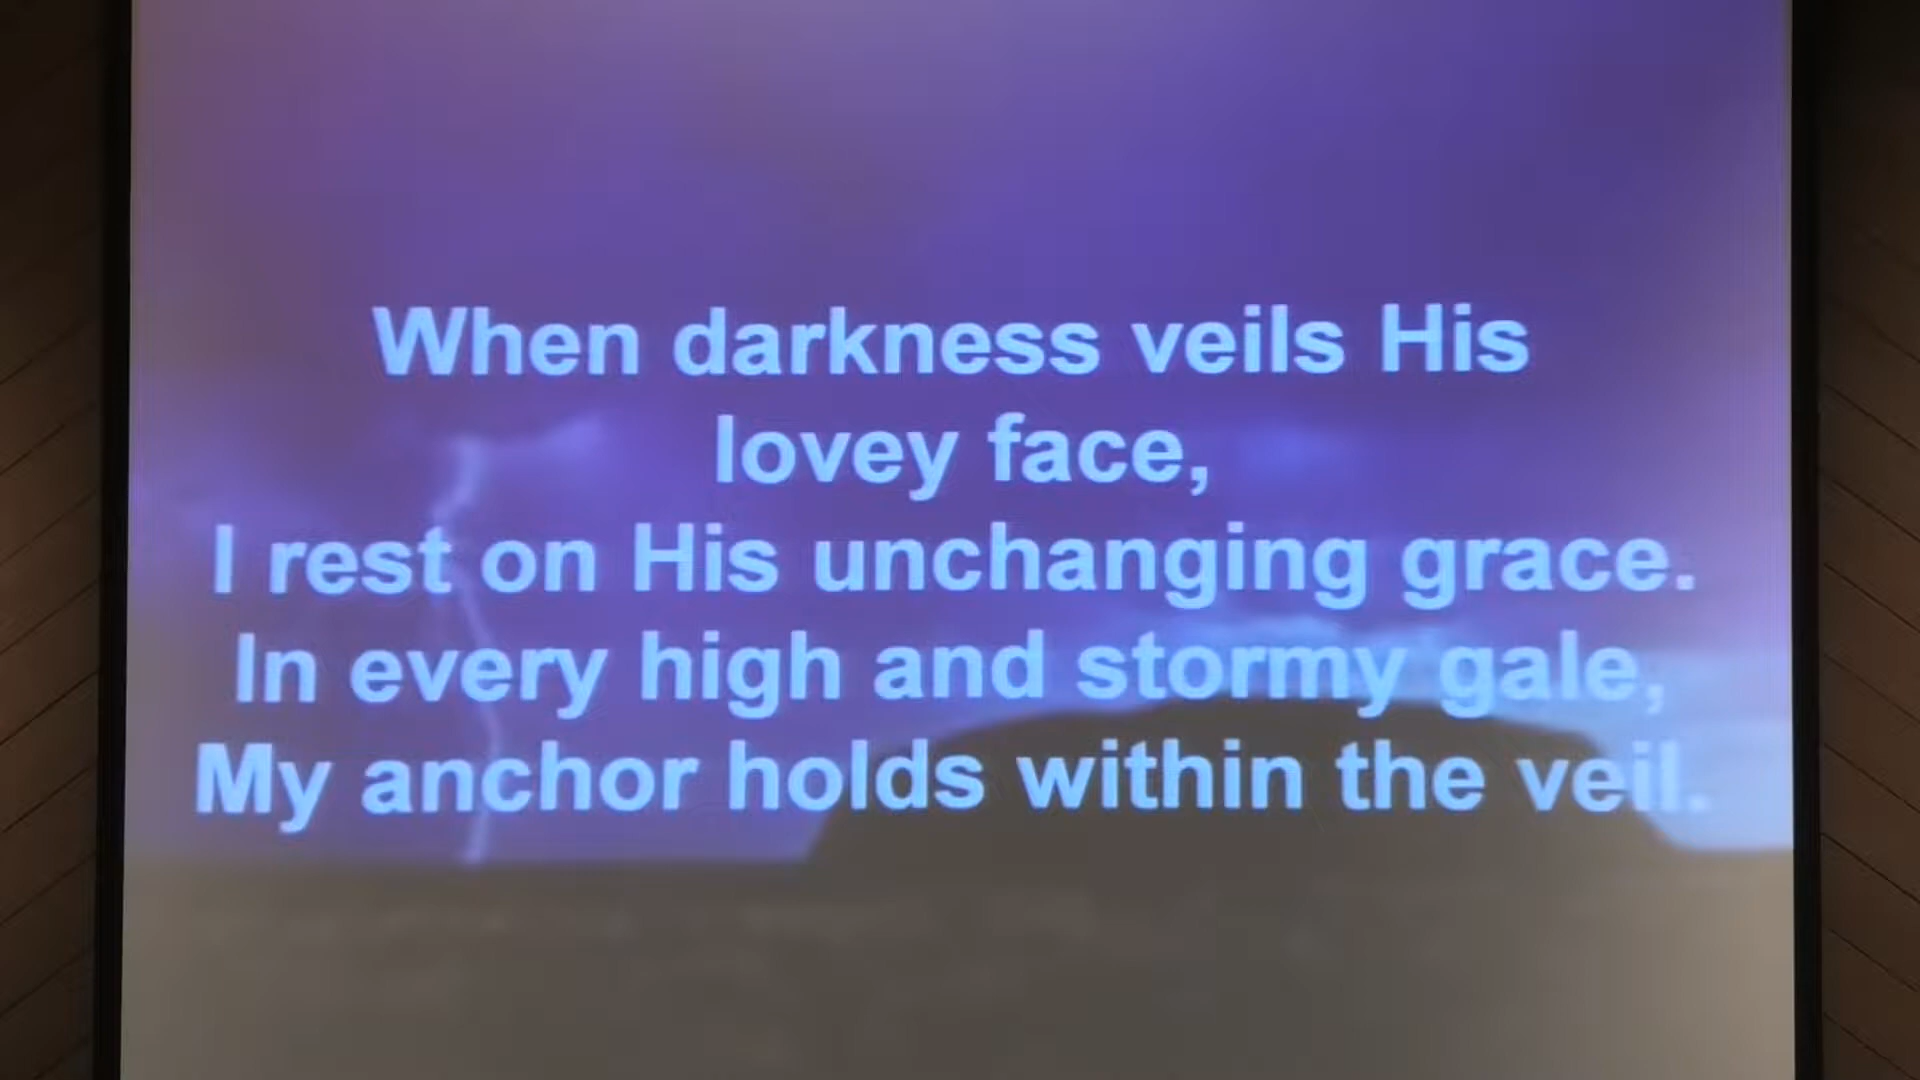 When darkness veils His
lovey face,
I rest on His unchanging grace.
In every high and stormy gale,
My anchor holds within the veil.